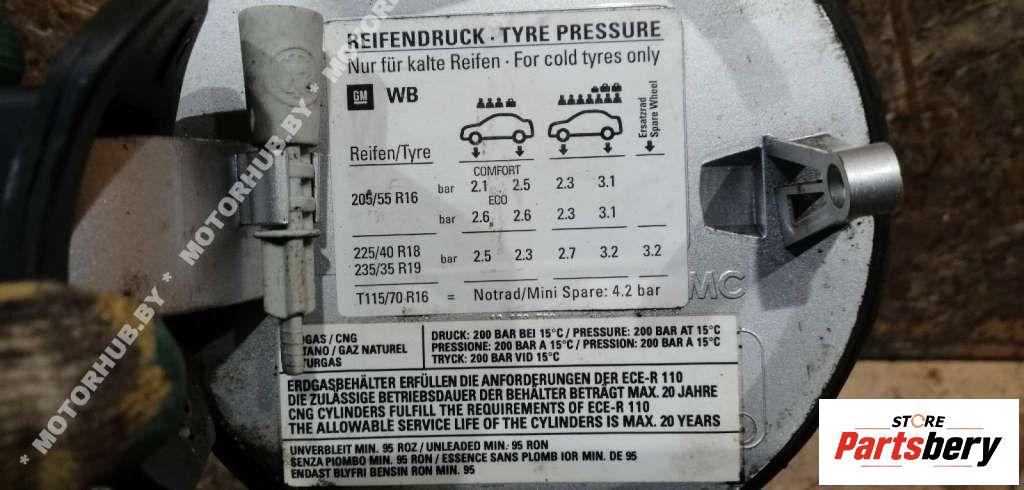 REIFENDRUCK · TYRE PRESSURE
Nur für kalte Reifen · For cold tyres only
GM WB
Ersatzrad
Spare Wheel
Reifen/Tyre
COMFORT
205/55 R16 bar 2.1 2.5 2.3 3.1
ECO
bar 2.6 2.6 2.3 3.1
225/40 R18
235/35 R19 bar 2.5 2.3 2.7 3.2 3.2
T115/70 R16 = Notrad/Mini Spare: 4.2 bar
MC
/ CNG
/ GAZ NATUREL
DRUCK: 200 BAR BEI 15°C / PRESSURE: 200 BAR AT 15°C
PRESSIONE: 200 BAR A 15°C / PRESSION: 200 BAR A 15°C
TRYCK: 200 BAR VID 15°C
ERDGASBEHÄLTER ERFÜLLEN DIE ANFORDERUNGEN DER ECE-R 110
DIE ZULÄSSIGE BETRIEBSDAUER DER BEHÄLTER BETRÄGT MAX. 20 JAHRE
CNG CYLINDERS FULFILL THE REQUIREMENTS OF ECE-R 110
THE ALLOWABLE SERVICE LIFE OF THE CYLINDERS IS MAX. 20 YEARS
UNVERBLEIT MIN. 95 ROZ / UNLEADED MIN. 95 RON
SENZA PIOMBO MIN. 95 RON / ESSENCE SANS PLOMB IOR MIN. DE 95
ENDAST BLYFRI BENSIN RON MIN. 95
* MOTORHUB.BY * MOTORHUB.BY * MOTORHUB.BY *
STORE
Partsbery